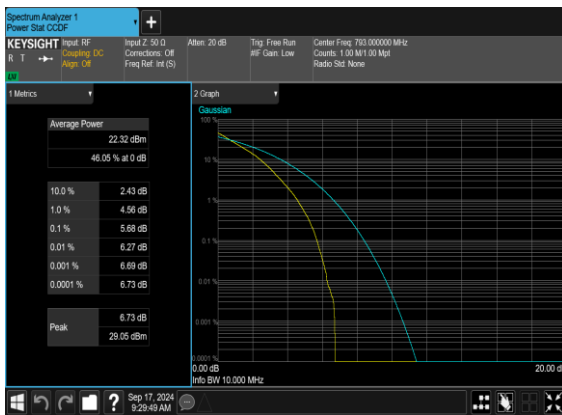 Spectrum Analyzer 1
Power Stat CCDF
+
KEYSIGHT
R T
LXI
Input: RF
Coupling: DC
Align: Off
Input Z: 50 Ω
Corrections: Off
Freq Ref: Int (S)
Atten: 20 dB
Trig: Free Run
#IF Gain: Low
Center Freq: 793.000000 MHz
Counts: 1.00 M/1.00 Mpt
Radio Std: None
1 Metrics
Average Power
22.32 dBm
46.05 % at 0 dB
10.0 % 2.43 dB
1.0 % 4.56 dB
0.1 % 5.68 dB
0.01 % 6.27 dB
0.001 % 6.69 dB
0.0001 % 6.73 dB
Peak
6.73 dB
29.05 dBm
2 Graph
Gaussian
100 %
10 %
1 %
0.1 %
0.01 %
0.001 %
0.0001 %
0.00 dB
20.00 d
Info BW 10.000 MHz
?
Sep 17, 2024
9:29:49 AM